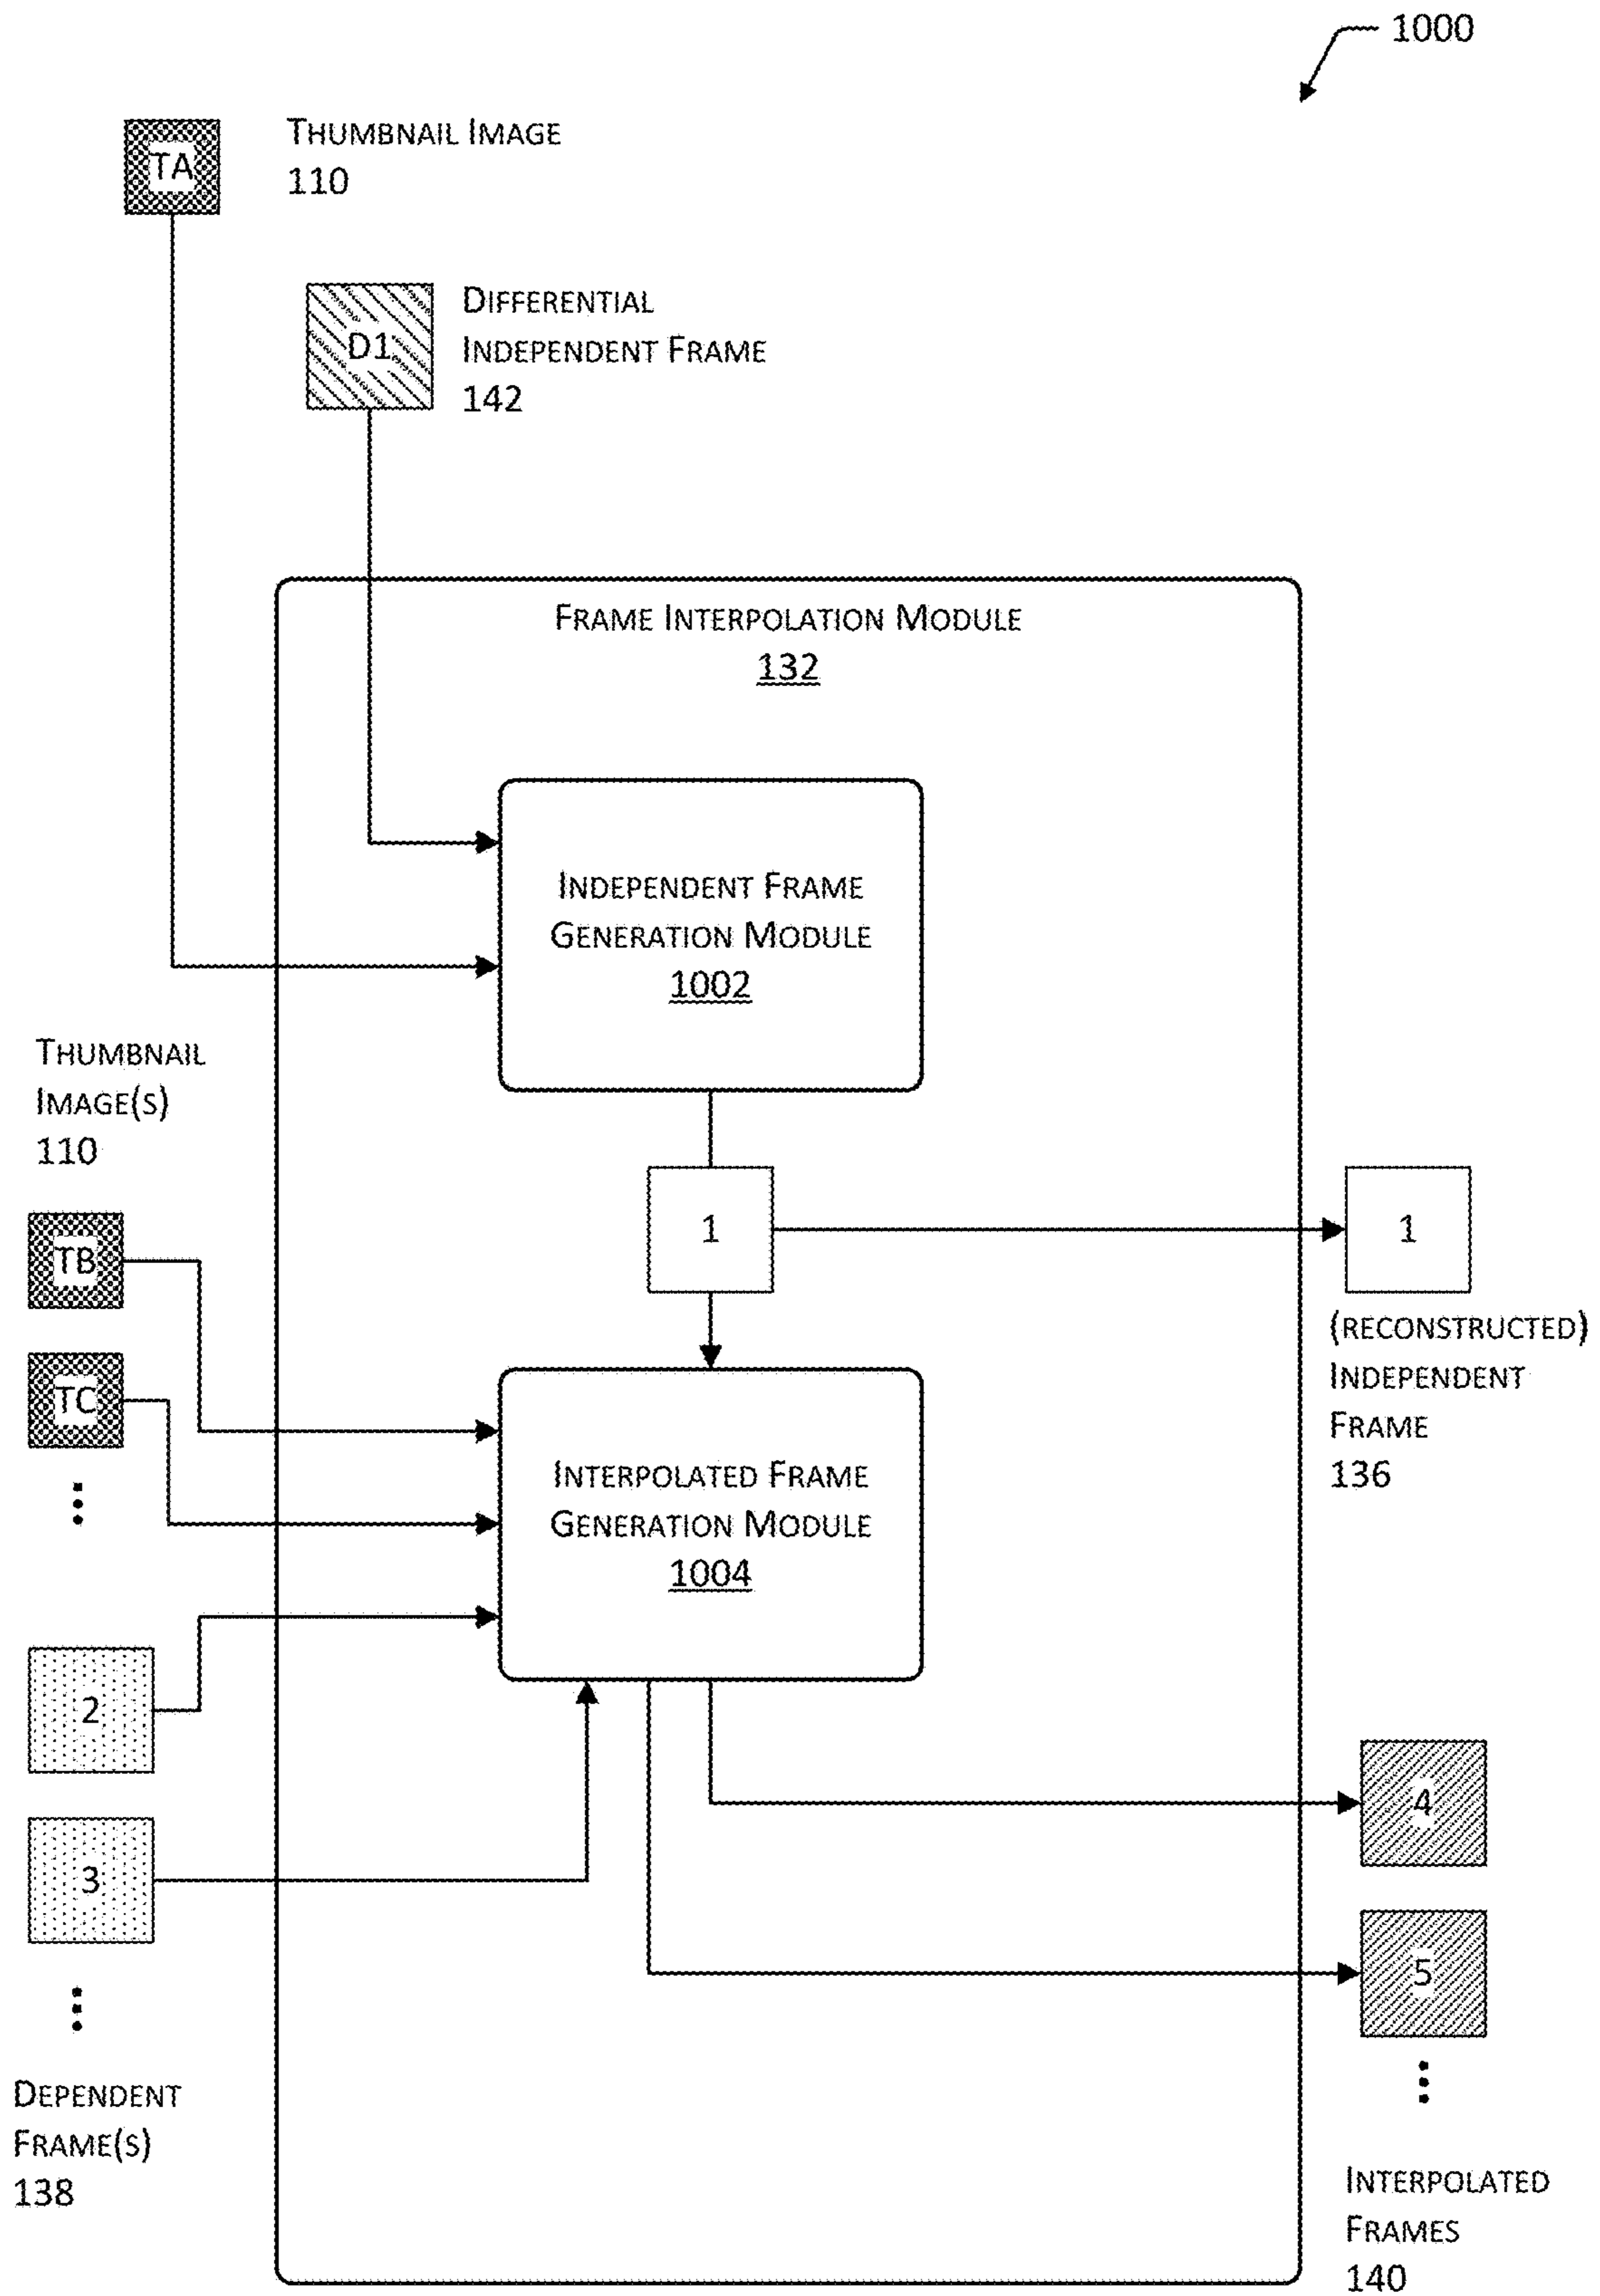 1000
THUMBNAIL IMAGE
110
TA
DIFFERENTIAL
INDEPENDENT FRAME
142
D1
FRAME INTERPOLATION MODULE
132
INDEPENDENT FRAME
GENERATION MODULE
1002
THUMBNAIL
IMAGE(S)
110
1
1
TB
(RECONSTRUCTED)
INDEPENDENT
FRAME
136
TC
INTERPOLATED FRAME
GENERATION MODULE
1004
2
4
3
5
DEPENDENT
FRAME(S)
138
INTERPOLATED
FRAMES
140